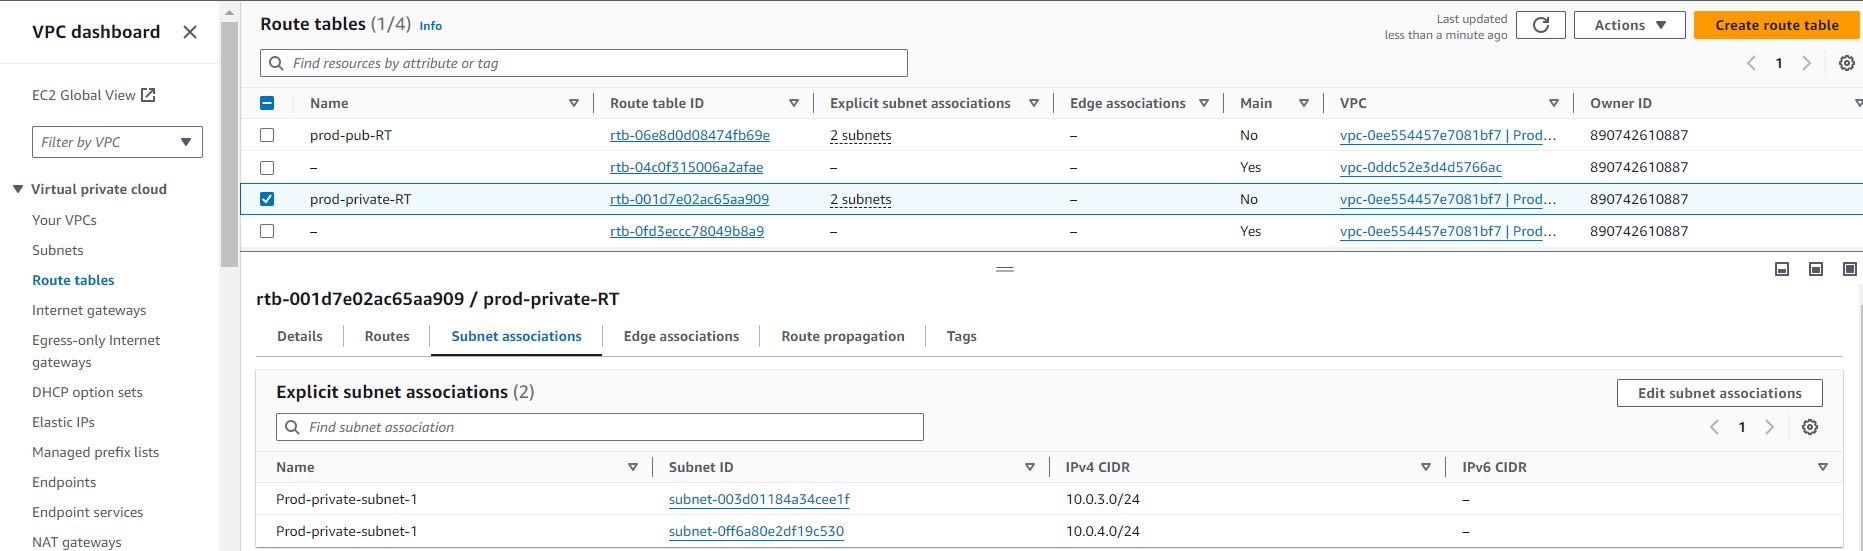 VPC dashboard
EC2 Global View
Filter by VPC
Virtual private cloud
Your VPCs
Subnets
Route tables
Internet gateways
Egress-only Internet
gateways
DHCP option sets
Elastic IPs
Managed prefix lists
Endpoints
Endpoint services
NAT gateways
Route tables (1/4) Info
Last updated
less than a minute ago
Actions
Create route table
Find resources by attribute or tag
1
Name Route table ID Explicit subnet associations Edge associations Main VPC Owner ID
prod-pub-RT rtb-06e8d0d08474fb69e 2 subnets – No vpc-0ee554457e7081bf7 | Prod… 890742610887
– rtb-04c0f315006a2afae – – Yes vpc-0ddc52e3d4d5766ac 890742610887
prod-private-RT rtb-001d7e02ac65aa909 2 subnets – No vpc-0ee554457e7081bf7 | Prod… 890742610887
– rtb-0fd3eccc78049b8a9 – – Yes vpc-0ee554457e7081bf7 | Prod… 890742610887
rtb-001d7e02ac65aa909 / prod-private-RT
Details Routes Subnet associations Edge associations Route propagation Tags
Explicit subnet associations (2)
Edit subnet associations
Find subnet association
1
Name Subnet ID IPv4 CIDR IPv6 CIDR
Prod-private-subnet-1 subnet-003d01184a34cee1f 10.0.3.0/24 –
Prod-private-subnet-1 subnet-0ff6a80e2df19c530 10.0.4.0/24 –